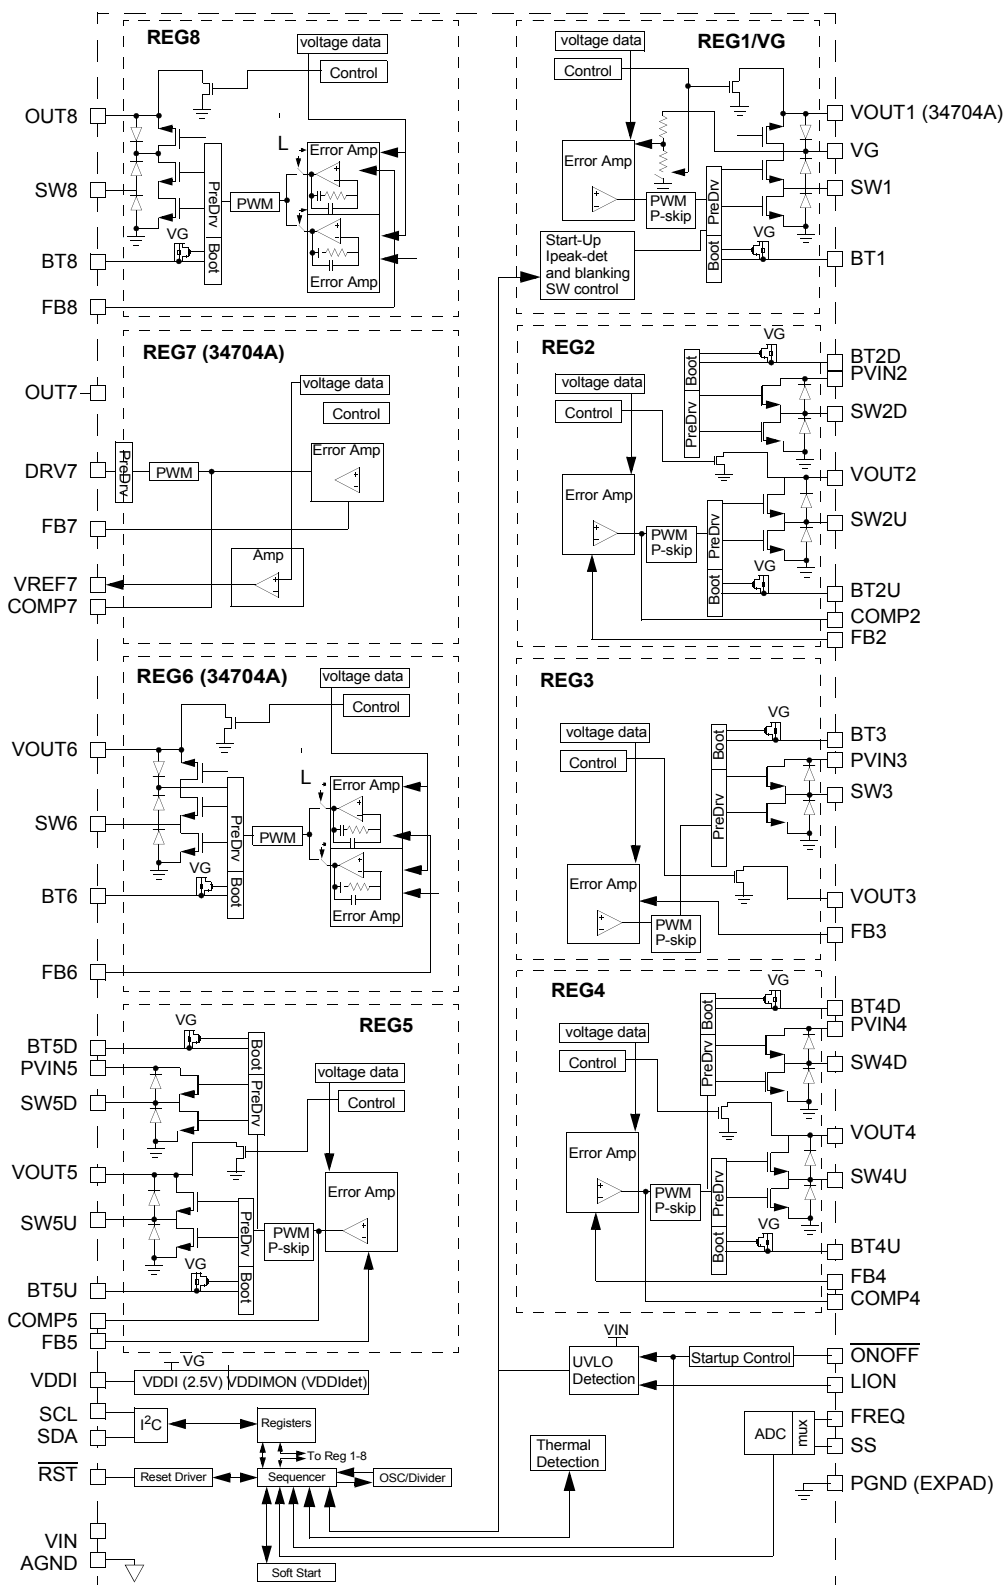 REG8
voltage data
Control
OUT8
L
Error Amp
SW8
PreDrv
PWM
VG
BT8
Boot
Error Amp
FB8
REG7 (34704A)
voltage data
OUT7
Control
Error Amp
DRV7
PreDrv
PWM
FB7
Amp
VREF7
COMP7
REG6 (34704A)
voltage data
Control
VOUT6
L
Error Amp
SW6
PreDrv
PWM
VG
BT6
Boot
Error Amp
FB6
REG5
VG
BT5D
Boot
PVIN5
voltage data
SW5D
PreDrv
Control
VOUT5
Error Amp
SW5U
PreDrv
PWM
P-skip
VG
BT5U
Boot
COMP5
FB5
VG
VDDI
VDDI (2.5V)
VDDIMON (VDDIdet)
SCL
SDA
I2C
Registers
To Reg 1-8
RST
Reset Driver
Sequencer
OSC/Divider
VIN
AGND
Soft Start
voltage data
REG1/VG
Control
VOUT1 (34704A)
Error Amp
VG
SW1
PWM
P-skip
PreDrv
Start-Up
Ipeak-det
and blanking
SW control
VG
Boot
BT1
REG2
VG
Boot
BT2D
PVIN2
voltage data
Control
PreDrv
SW2D
VOUT2
Error Amp
SW2U
PWM
P-skip
PreDrv
VG
Boot
BT2U
COMP2
FB2
REG3
VG
Boot
BT3
voltage data
PVIN3
Control
PreDrv
SW3
Error Amp
VOUT3
PWM
P-skip
FB3
REG4
VG
Boot
BT4D
PVIN4
voltage data
Control
PreDrv
SW4D
VOUT4
Error Amp
SW4U
PWM
P-skip
PreDrv
VG
Boot
BT4U
FB4
COMP4
VIN
UVLO
Detection
Startup Control
ONOFF
LION
FREQ
ADC
mux
SS
Thermal
Detection
PGND (EXPAD)